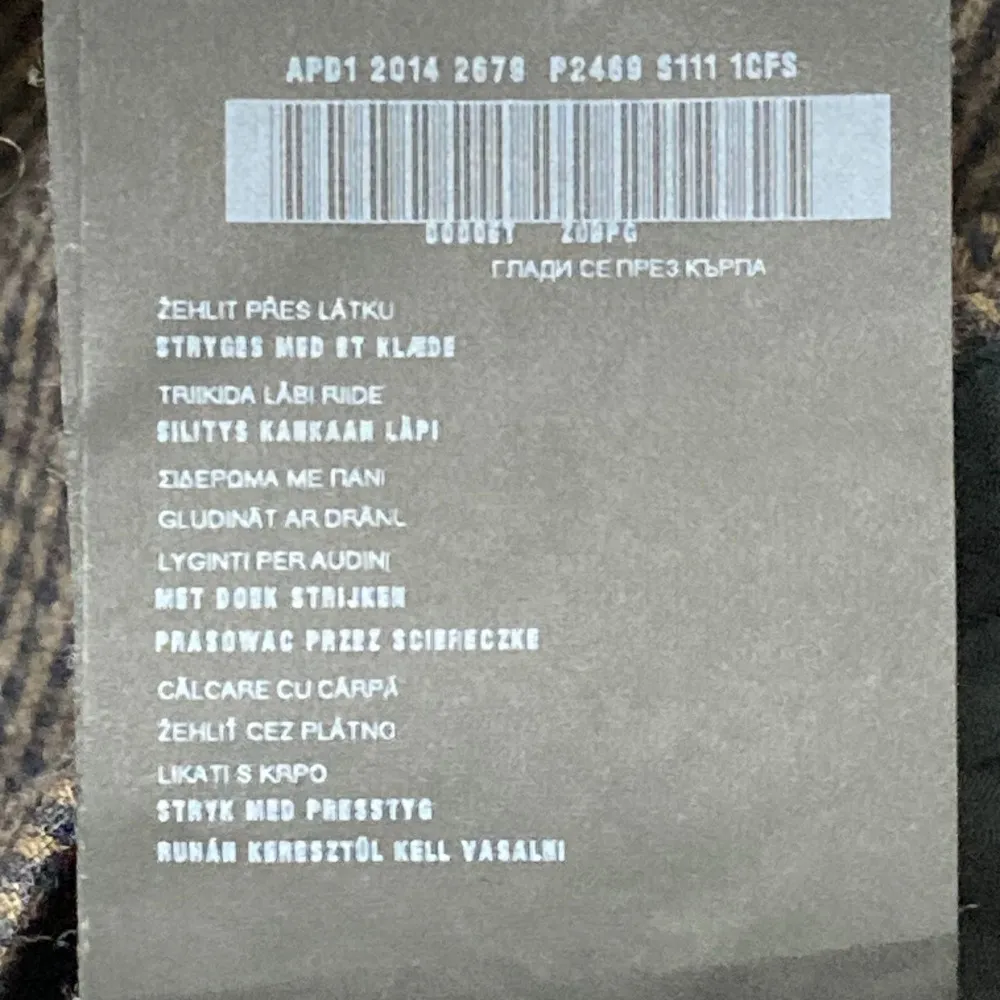 APD1 2014 2679 P2469 S111 1CFS
ГЛАДИ СЕ ПРЕЗ КЪРПА
ŽEHLIT PŘES LÁTKU
STRYGES MED ET KLÆDE
TRIIKIDA LÄBI RIIDE
SILITYS KANKAAN LÄPI
ΣΙΔΕΡΩΜΑ ΜΕ ΠΑΝΙ
GLUDINĀT AR DRĀNU
LYGINTI PER AUDINĮ
MET DOEK STRIJKEN
PRASOWAC PRZEZ SCIERECZKE
CĂLCARE CU CÂRPĂ
ŽEHLIŤ CEZ PLÁTNO
LIKATI S KRPO
STRYK MED PRESSTYG
RUHÁN KERESZTÜL KELL VASALNI